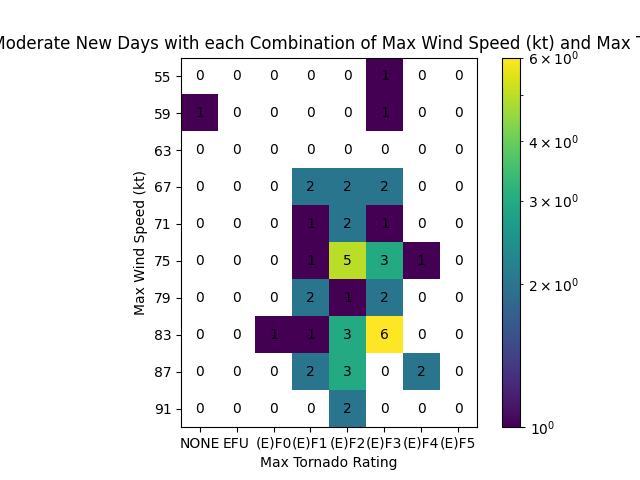 Moderate New Days with each Combination of Max Wind Speed (kt) and Max
55 0 0 0 0 0 1 0 0
59 1 0 0 0 0 1 0 0
63 0 0 0 0 0 0 0 0
67 0 0 0 2 2 2 0 0
71 0 0 0 1 2 1 0 0
75 0 0 0 1 5 3 1 0
79 0 0 0 2 1 2 0 0
83 0 0 1 1 3 6 0 0
87 0 0 0 2 3 0 2 0
91 0 0 0 0 2 0 0 0
NONE EFU (E)F0 (E)F1 (E)F2 (E)F3 (E)F4 (E)F5
Max Tornado Rating
Max Wind Speed (kt)
6 × 10⁰
4 × 10⁰
3 × 10⁰
2 × 10⁰
10⁰